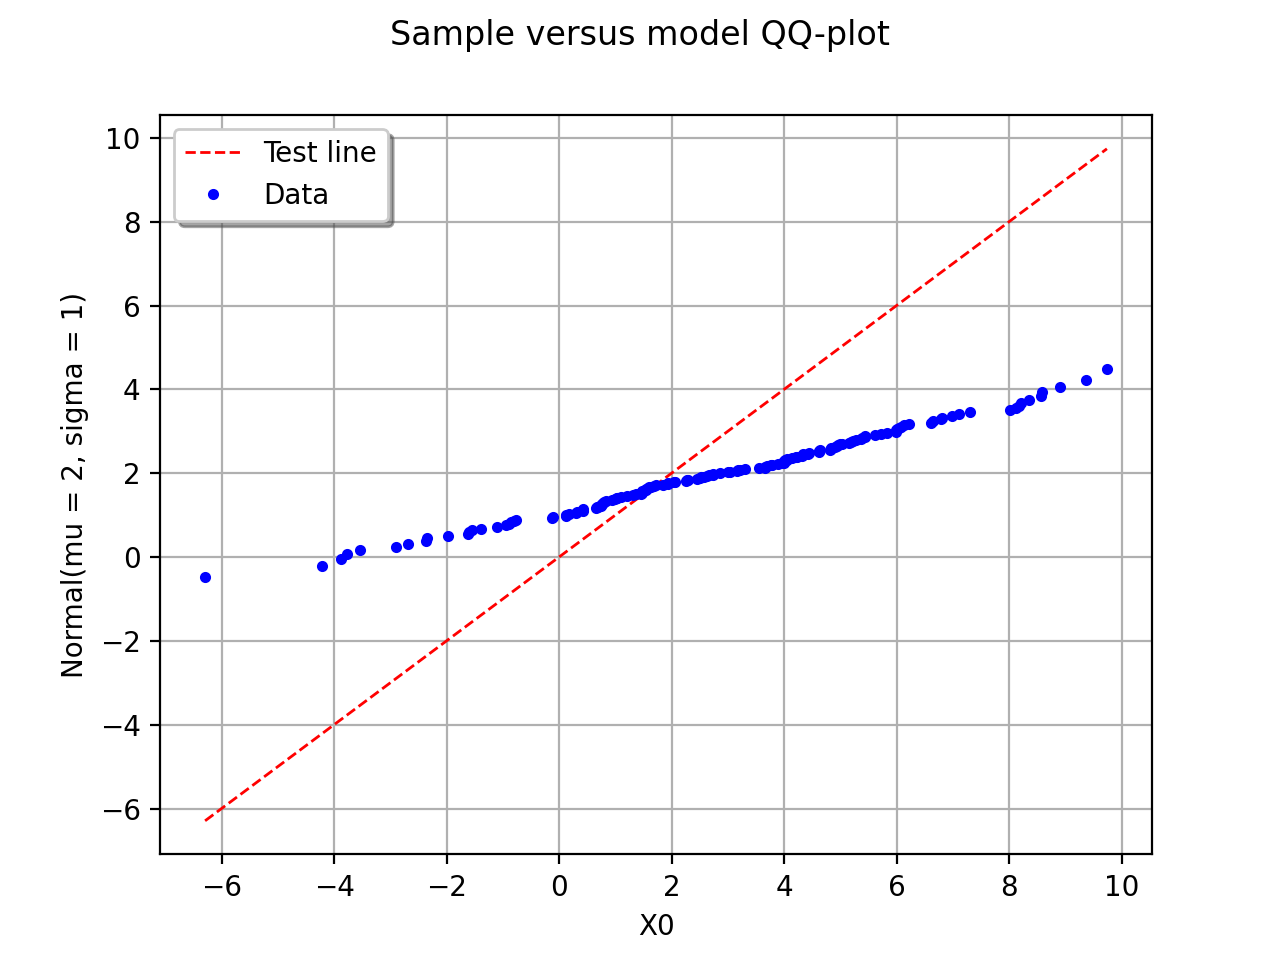 Sample versus model QQ-plot
Test line
Data
Normal(mu = 2, sigma = 1)
10
8
6
4
2
0
−2
−4
−6
−6 −4 −2 0 2 4 6 8 10
X0